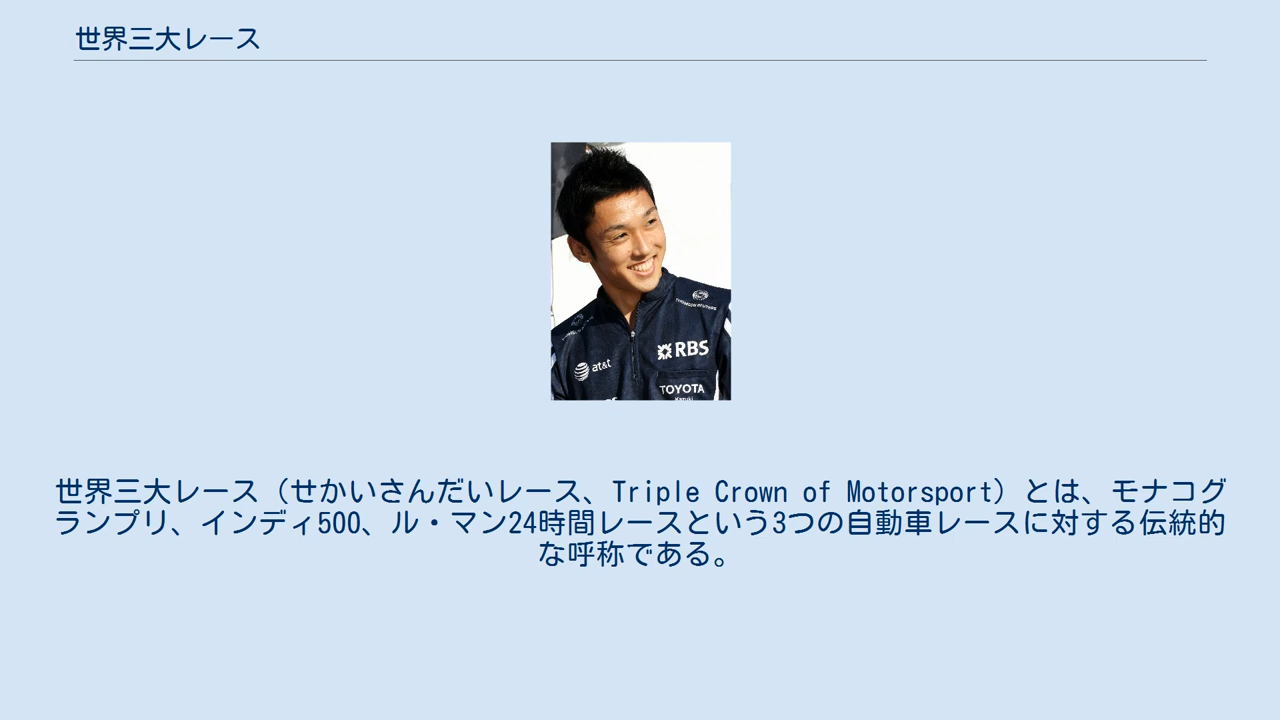 世界三大レース
at&t
RBS
TOYOTA
Kazuki
世界三大レース（せかいさんだいレース、Triple Crown of Motorsport）とは、モナコグ
ランプリ、インディ500、ル・マン24時間レースという3つの自動車レースに対する伝統的
な呼称である。